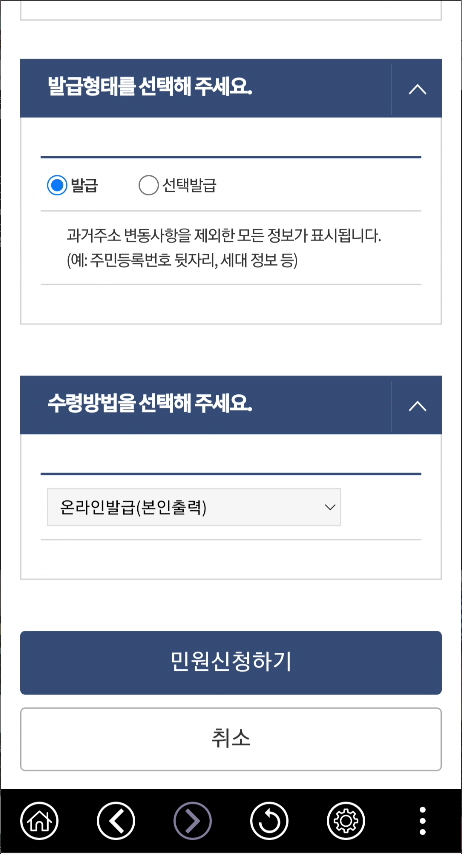 발급형태를 선택해 주세요.
발급 선택발급
과거주소 변동사항을 제외한 모든 정보가 표시됩니다.
(예: 주민등록번호 뒷자리, 세대 정보 등)
수령방법을 선택해 주세요.
온라인발급(본인출력)
민원신청하기
취소